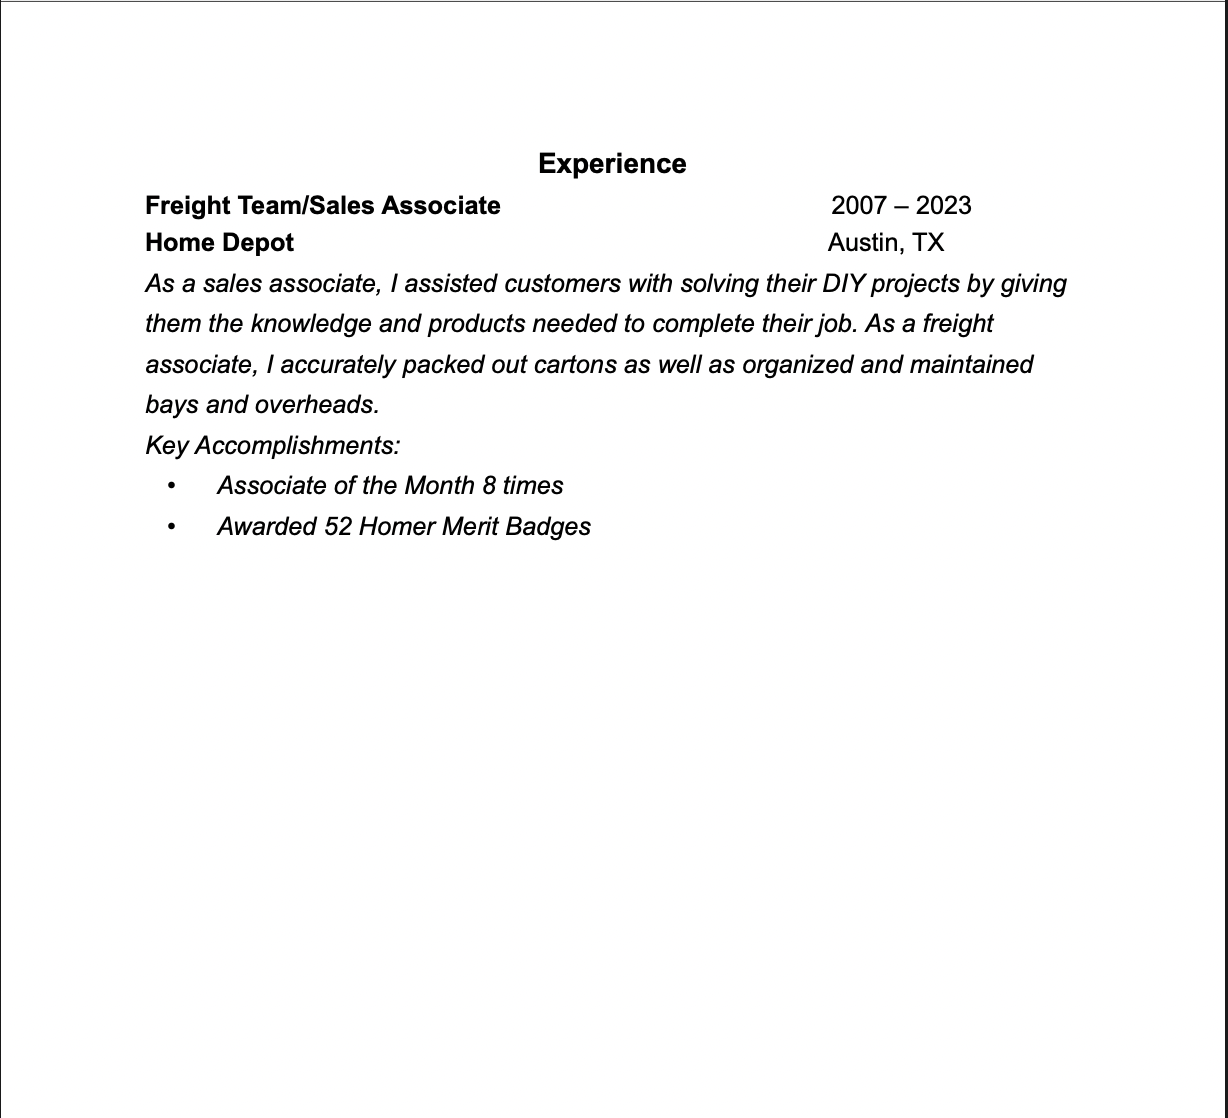 Experience
Freight Team/Sales Associate 2007 – 2023
Home Depot Austin, TX
As a sales associate, I assisted customers with solving their DIY projects by giving
them the knowledge and products needed to complete their job. As a freight
associate, I accurately packed out cartons as well as organized and maintained
bays and overheads.
Key Accomplishments:
• Associate of the Month 8 times
• Awarded 52 Homer Merit Badges